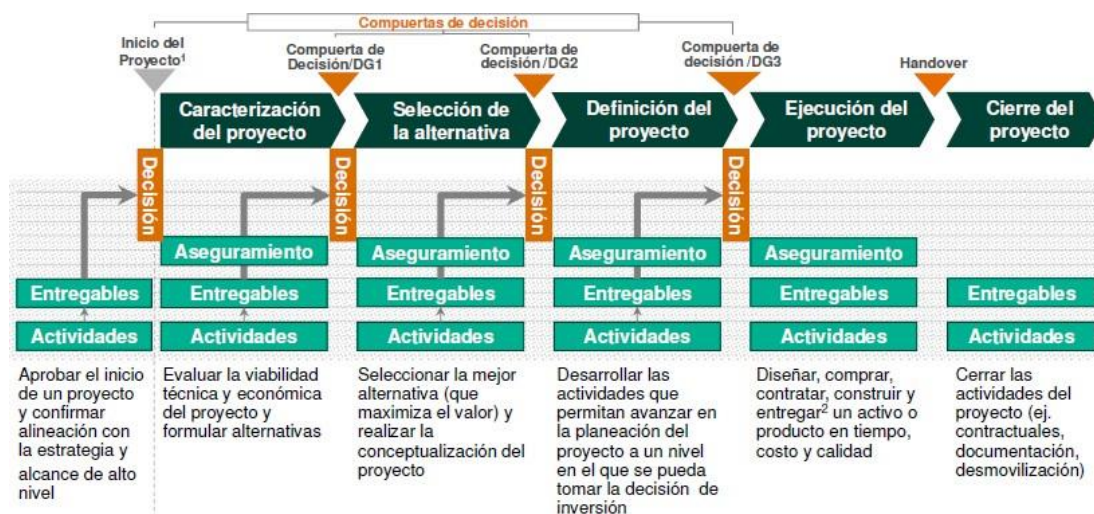 Compuertas de decisión
Inicio del
Proyecto¹
Compuerta de
Decisión/DG1
Compuerta de
decisión /DG2
Compuerta de
decisión /DG3
Handover
Caracterización
del proyecto
Selección de
la alternativa
Definición del
proyecto
Ejecución del
proyecto
Cierre del
proyecto
Decisión
Decisión
Decisión
Decisión
Aseguramiento
Aseguramiento
Aseguramiento
Aseguramiento
Entregables
Entregables
Entregables
Entregables
Entregables
Entregables
Actividades
Actividades
Actividades
Actividades
Actividades
Actividades
Aprobar el inicio
de un proyecto
y confirmar
alineación con
la estrategia y
alcance de alto
nivel
Evaluar la viabilidad
técnica y económica
del proyecto y
formular alternativas
Seleccionar la mejor
alternativa (que
maximiza el valor) y
realizar la
conceptualización del
proyecto
Desarrollar las
actividades que
permitan avanzar en
la planeación del
proyecto a un nivel
en el que se pueda
tomar la decisión de
inversión
Diseñar, comprar,
contratar, construir y
entregar² un activo o
producto en tiempo,
costo y calidad
Cerrar las
actividades del
proyecto (ej.
contractuales,
documentación,
desmovilización)